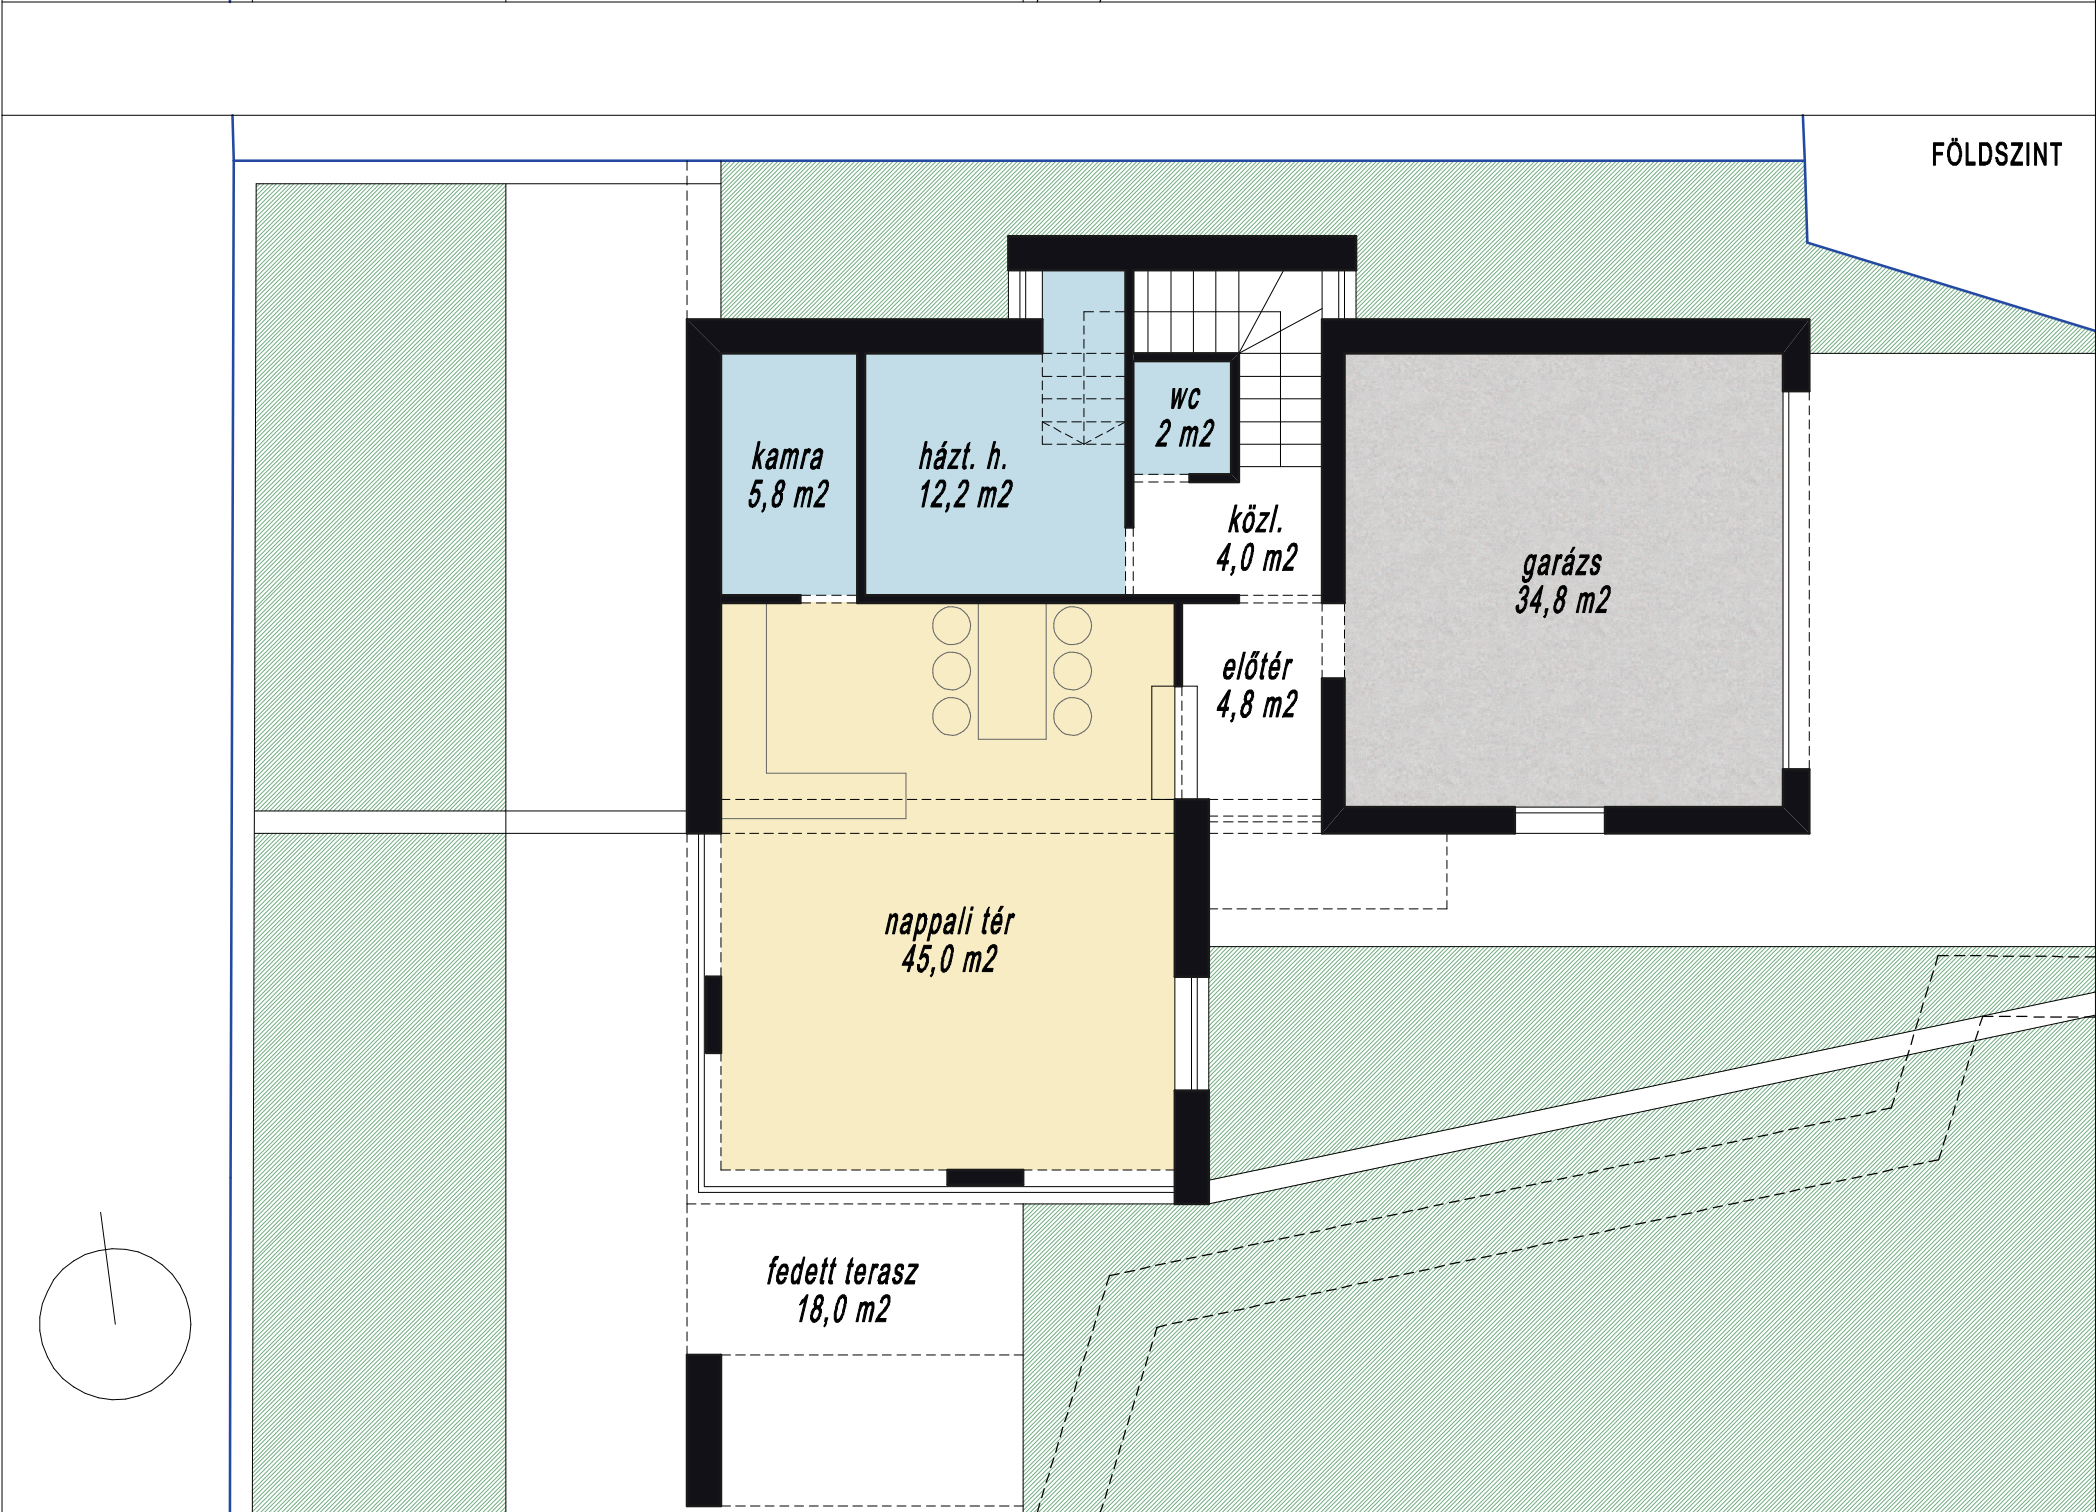 FÖLDSZINT
wc
2 m2
kamra
5,8 m2
házt. h.
12,2 m2
közl.
4,0 m2
garázs
34,8 m2
előtér
4,8 m2
nappali tér
45,0 m2
fedett terasz
18,0 m2